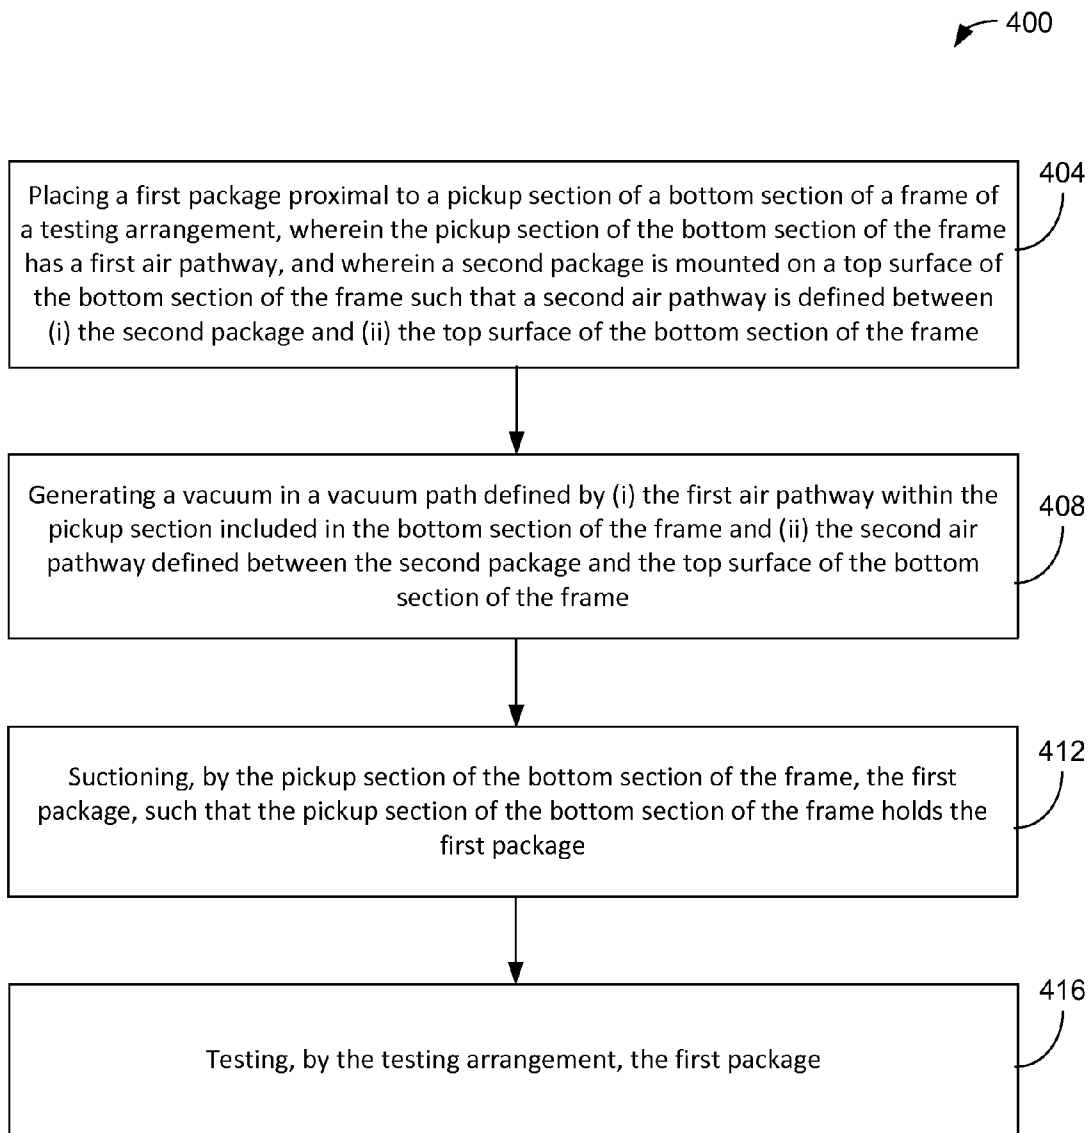 400
404
Placing a first package proximal to a pickup section of a bottom section of a frame of
a testing arrangement, wherein the pickup section of the bottom section of the frame
has a first air pathway, and wherein a second package is mounted on a top surface of
the bottom section of the frame such that a second air pathway is defined between
(i) the second package and (ii) the top surface of the bottom section of the frame
408
Generating a vacuum in a vacuum path defined by (i) the first air pathway within the
pickup section included in the bottom section of the frame and (ii) the second air
pathway defined between the second package and the top surface of the bottom
section of the frame
412
Suctioning, by the pickup section of the bottom section of the frame, the first
package, such that the pickup section of the bottom section of the frame holds the
first package
416
Testing, by the testing arrangement, the first package